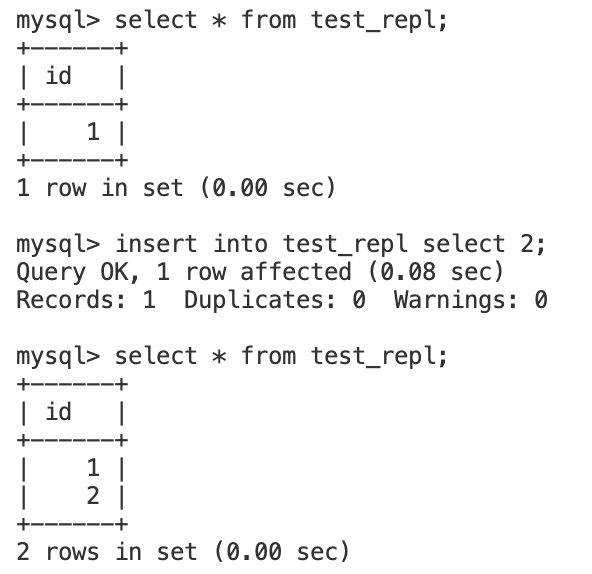 mysql> select * from test_repl;
+------+
| id   |
+------+
|    1 |
+------+
1 row in set (0.00 sec)

mysql> insert into test_repl select 2;
Query OK, 1 row affected (0.08 sec)
Records: 1  Duplicates: 0  Warnings: 0

mysql> select * from test_repl;
+------+
| id   |
+------+
|    1 |
|    2 |
+------+
2 rows in set (0.00 sec)